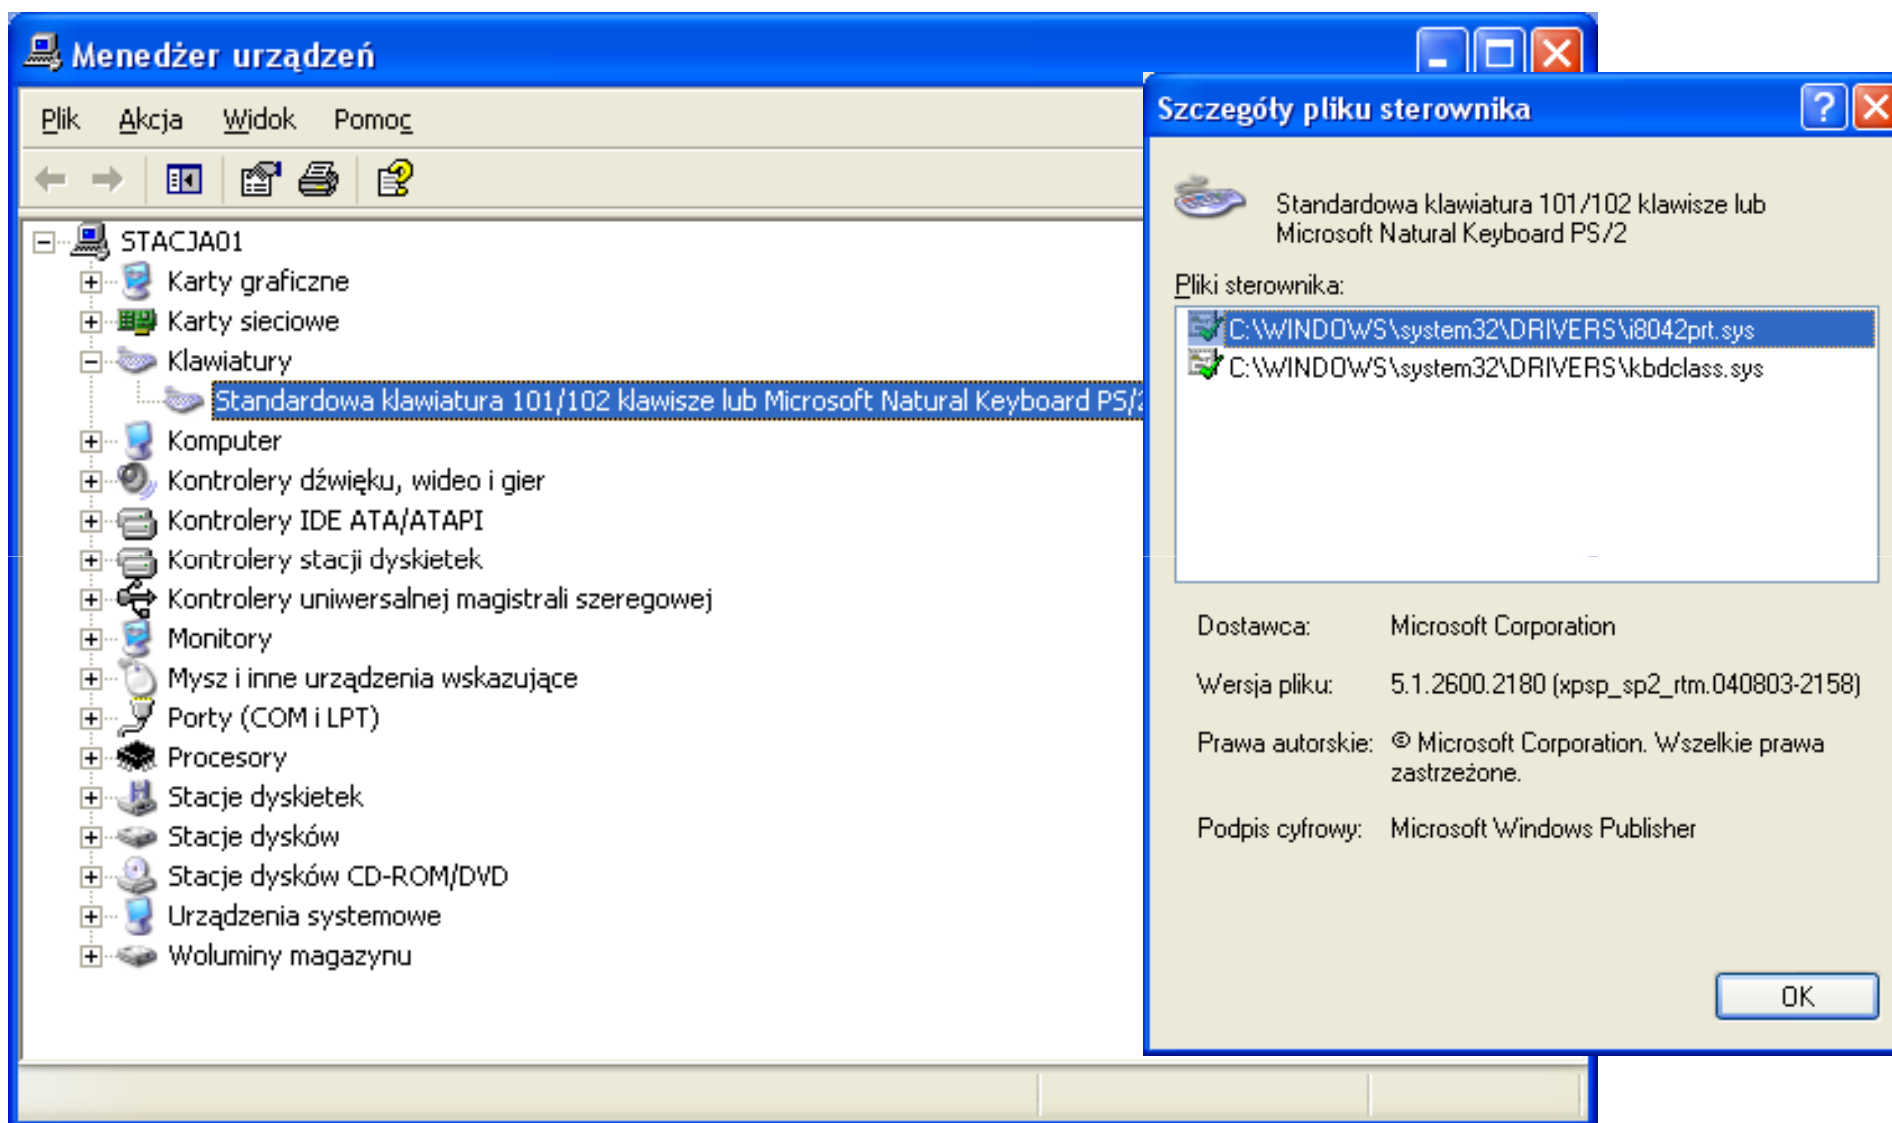 Menedżer urządzeń
Plik Akcja Widok Pomoc
STACJA01
Karty graficzne
Karty sieciowe
Klawiatury
Standardowa klawiatura 101/102 klawisze lub Microsoft Natural Keyboard PS/2
Komputer
Kontrolery dźwięku, wideo i gier
Kontrolery IDE ATA/ATAPI
Kontrolery stacji dyskietek
Kontrolery uniwersalnej magistrali szeregowej
Monitory
Mysz i inne urządzenia wskazujące
Porty (COM i LPT)
Procesory
Stacje dyskietek
Stacje dysków
Stacje dysków CD-ROM/DVD
Urządzenia systemowe
Woluminy magazynu
Szczegóły pliku sterownika
Standardowa klawiatura 101/102 klawisze lub
Microsoft Natural Keyboard PS/2
Pliki sterownika:
C:\WINDOWS\system32\DRIVERS\i8042prt.sys
C:\WINDOWS\system32\DRIVERS\kbdclass.sys
Dostawca: Microsoft Corporation
Wersja pliku: 5.1.2600.2180 (xpsp_sp2_rtm.040803-2158)
Prawa autorskie: © Microsoft Corporation. Wszelkie prawa
zastrzeżone.
Podpis cyfrowy: Microsoft Windows Publisher
OK